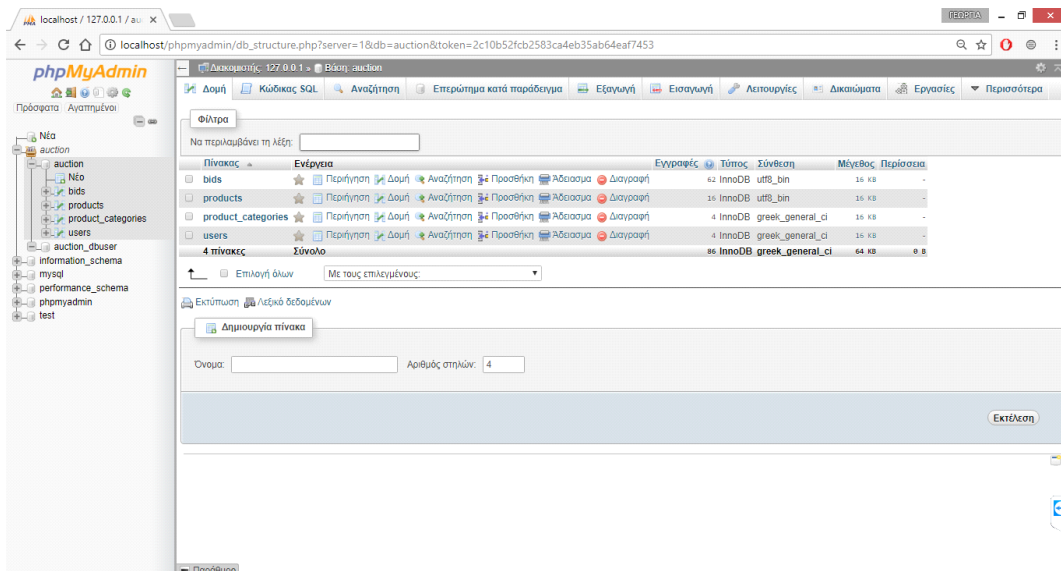 localhost / 127.0.0.1 / au
ΓΕΩΡΓΙΑ
localhost/phpmyadmin/db_structure.php?server=1&db=auction&token=2c10b52fcb2583ca4eb35ab64eaf7453
phpMyAdmin
Πρόσφατα Αγαπημένοι
Νέα
auction
auction
Νέο
bids
products
product_categories
users
auction_dbuser
information_schema
mysql
performance_schema
phpmyadmin
test
Διακομιστής: 127.0.0.1 » Βάση: auction
Δομή Κώδικας SQL Αναζήτηση Επερώτημα κατά παράδειγμα Εξαγωγή Εισαγωγή Λειτουργίες Δικαιώματα Εργασίες Περισσότερα
Φίλτρα
Να περιλαμβάνει τη λέξη:
Πίνακας Ενέργεια Εγγραφές Τύπος Σύνθεση Μέγεθος Περίσσεια
bids Περιήγηση Δομή Αναζήτηση Προσθήκη Άδειασμα Διαγραφή 62 InnoDB utf8_bin 16 KB -
products Περιήγηση Δομή Αναζήτηση Προσθήκη Άδειασμα Διαγραφή 16 InnoDB utf8_bin 16 KB -
product_categories Περιήγηση Δομή Αναζήτηση Προσθήκη Άδειασμα Διαγραφή 4 InnoDB greek_general_ci 16 KB -
users Περιήγηση Δομή Αναζήτηση Προσθήκη Άδειασμα Διαγραφή 4 InnoDB greek_general_ci 16 KB -
4 πίνακες Σύνολο 86 InnoDB greek_general_ci 64 KB 0 B
Επιλογή όλων Με τους επιλεγμένους:
Εκτύπωση Λεξικό δεδομένων
Δημιουργία πίνακα
Όνομα: Αριθμός στηλών: 4
Εκτέλεση
Παράθυρο